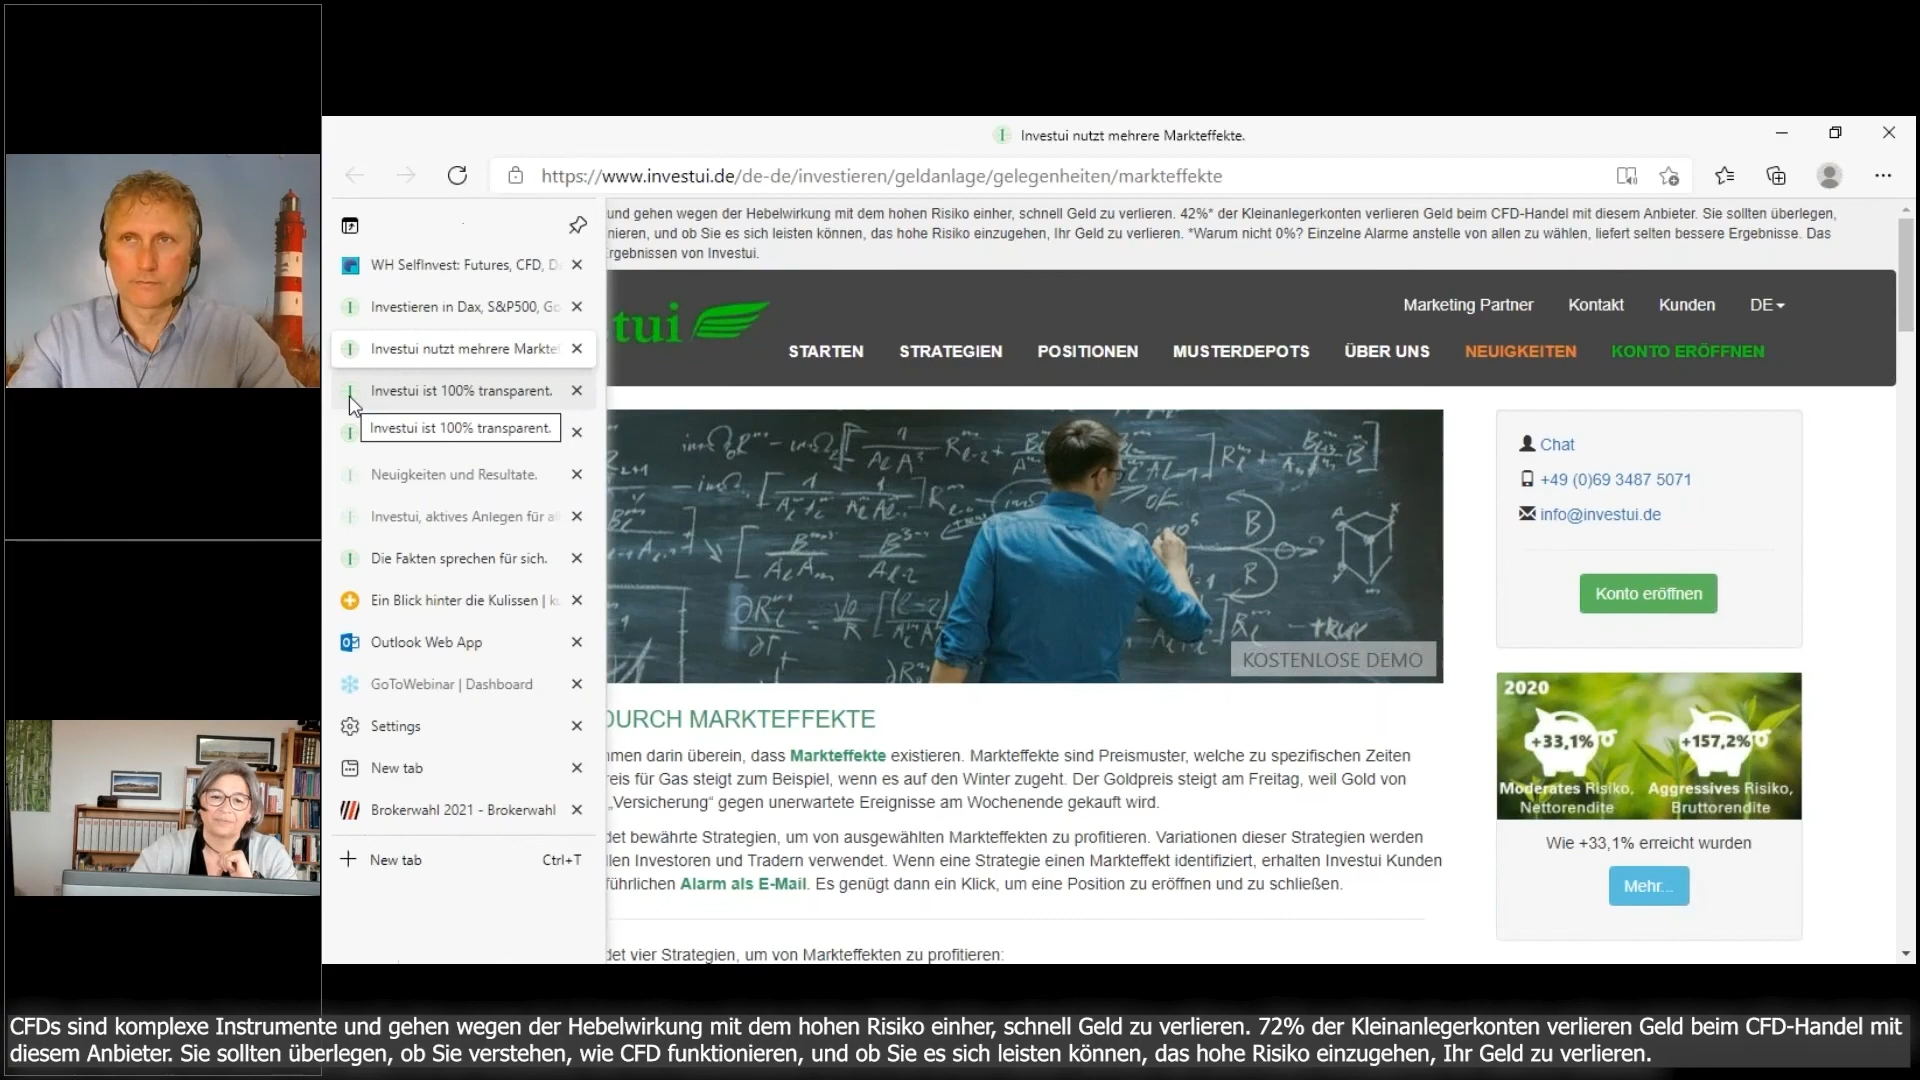 Investui nutzt mehrere Markteffekte.
https://www.investui.de/de-de/investieren/geldanlage/gelegenheiten/markteffekte
WH SelfInvest: Futures, CFD,
Investieren in Dax, S&P500,
Investui nutzt mehrere
Investui ist 100% transparent.
Investui ist 100% transparent.
Neuigkeiten und Resultate.
Investui, aktives Anlegen für
Die Fakten sprechen für sich.
Ein Blick hinter die Kulissen |
Outlook Web App
GoToWebinar | Dashboard
Settings
New tab
Brokerwahl 2021 - Brokerwahl
New tab Ctrl+T
und gehen wegen der Hebelwirkung mit dem hohen Risiko einher, schnell Geld zu verlieren. 42%* der Kleinanlegerkonten verlieren Geld beim CFD-Handel mit diesem Anbieter. Sie sollten überlegen,
nieren, und ob Sie es sich leisten können, das hohe Risiko einzugehen, Ihr Geld zu verlieren. *Warum nicht 0%? Einzelne Alarme anstelle von allen zu wählen, liefert selten bessere Ergebnisse. Das
rgebnissen von Investui.
tui
Marketing Partner Kontakt Kunden DE
STARTEN STRATEGIEN POSITIONEN MUSTERDEPOTS ÜBER UNS NEUIGKEITEN KONTO ERÖFFNEN
KOSTENLOSE DEMO
DURCH MARKTEFFEKTE
men darin überein, dass Markteffekte existieren. Markteffekte sind Preismuster, welche zu spezifischen Zeiten
eis für Gas steigt zum Beispiel, wenn es auf den Winter zugeht. Der Goldpreis steigt am Freitag, weil Gold von
„Versicherung“ gegen unerwartete Ereignisse am Wochenende gekauft wird.
det bewährte Strategien, um von ausgewählten Markteffekten zu profitieren. Variationen dieser Strategien werden
llen Investoren und Tradern verwendet. Wenn eine Strategie einen Markteffekt identifiziert, erhalten Investui Kunden
führlichen Alarm als E-Mail. Es genügt dann ein Klick, um eine Position zu eröffnen und zu schließen.
det vier Strategien, um von Markteffekten zu profitieren:
Chat
+49 (0)69 3487 5071
info@investui.de
Konto eröffnen
2020
+33,1% +157,2%
Moderates Risiko, Aggressives Risiko,
Nettorendite Bruttorendite
Wie +33,1% erreicht wurden
Mehr...
CFDs sind komplexe Instrumente und gehen wegen der Hebelwirkung mit dem hohen Risiko einher, schnell Geld zu verlieren. 72% der Kleinanlegerkonten verlieren Geld beim CFD-Handel mit
diesem Anbieter. Sie sollten überlegen, ob Sie verstehen, wie CFD funktionieren, und ob Sie es sich leisten können, das hohe Risiko einzugehen, Ihr Geld zu verlieren.